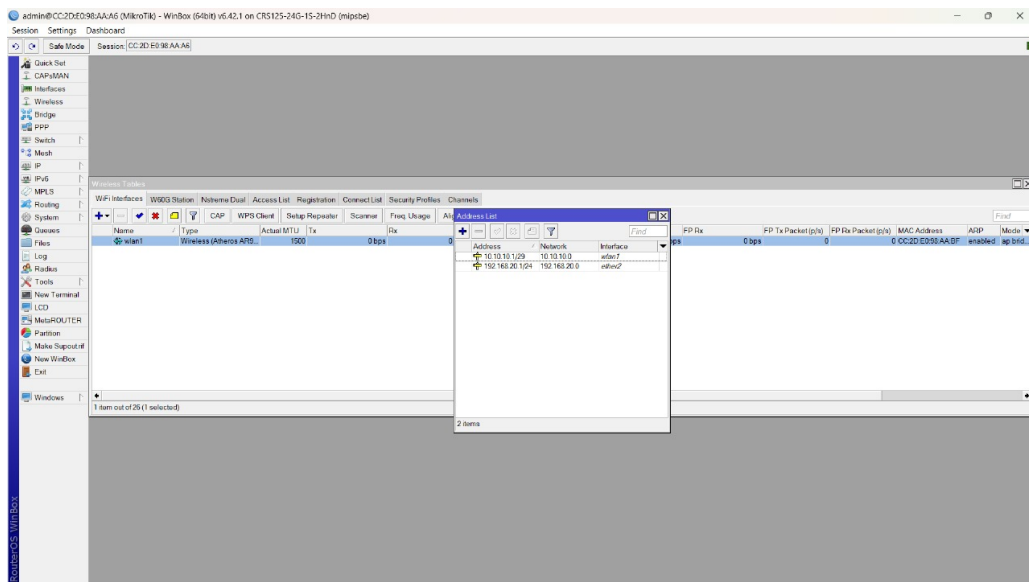 admin@CC:2D:E0:98:AA:A6 (MikroTik) - WinBox (64bit) v6.42.1 on CRS125-24G-1S-2HnD (mipsbe)
Session Settings Dashboard
Safe Mode Session: CC:2D:E0:98:AA:A6
Quick Set
CAPsMAN
Interfaces
Wireless
Bridge
PPP
Switch
Mesh
IP
IPv6
MPLS
Routing
System
Queues
Files
Log
Radius
Tools
New Terminal
LCD
MetaROUTER
Partition
Make Supout.rif
New WinBox
Exit
Windows
RouterOS WinBox
Wireless Tables
WiFi Interfaces W60G Station Nstreme Dual Access List Registration Connect List Security Profiles Channels
CAP WPS Client Setup Repeater Scanner Freq. Usage Find
Name Type Actual MTU Tx Rx FP Rx FP Tx Packet (p/s) FP Rx Packet (p/s) MAC Address ARP Mode
wlan1 Wireless (Atheros AR9... 1500 0 bps 0 bps 0 0 CC:2D:E0:98:AA:BF enabled ap brid...
1 item out of 26 (1 selected)
Address List
Find
Address Network Interface
10.10.10.1/29 10.10.10.0 wlan1
192.168.20.1/24 192.168.20.0 ether2
2 items